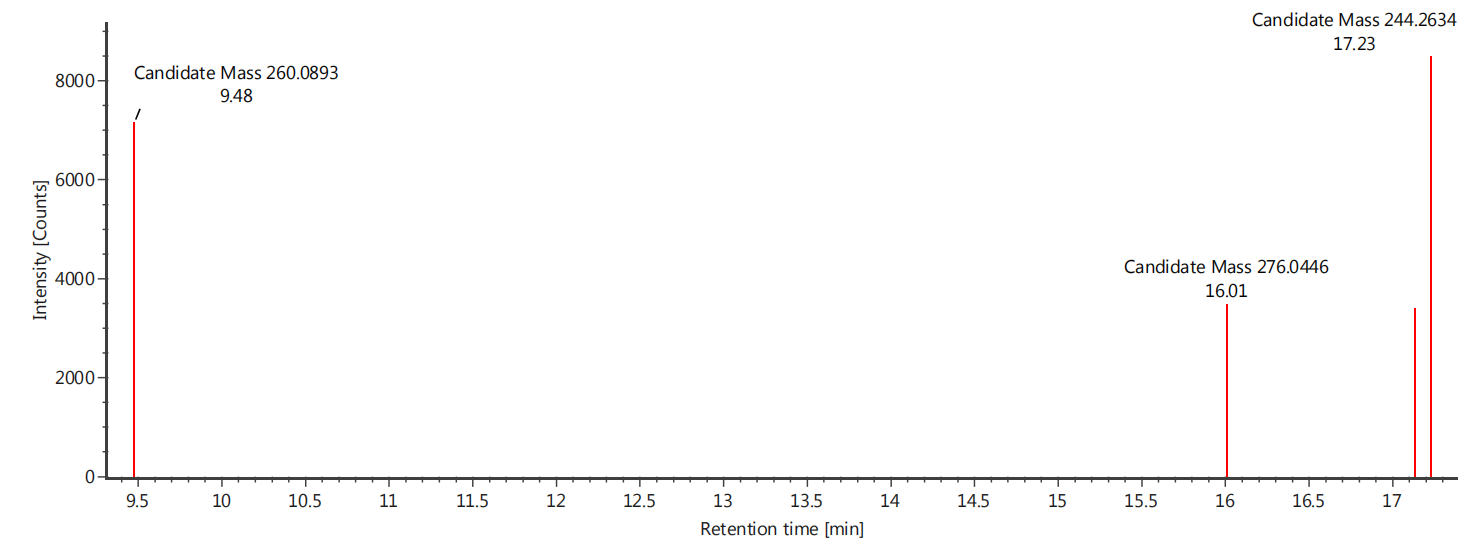 Candidate Mass 244.2634
17.23
Candidate Mass 260.0893
9.48
8000
6000
Candidate Mass 276.0446
16.01
4000
2000
0
Intensity [Counts]
9.5 10 10.5 11 11.5 12 12.5 13 13.5 14 14.5 15 15.5 16 16.5 17
Retention time [min]